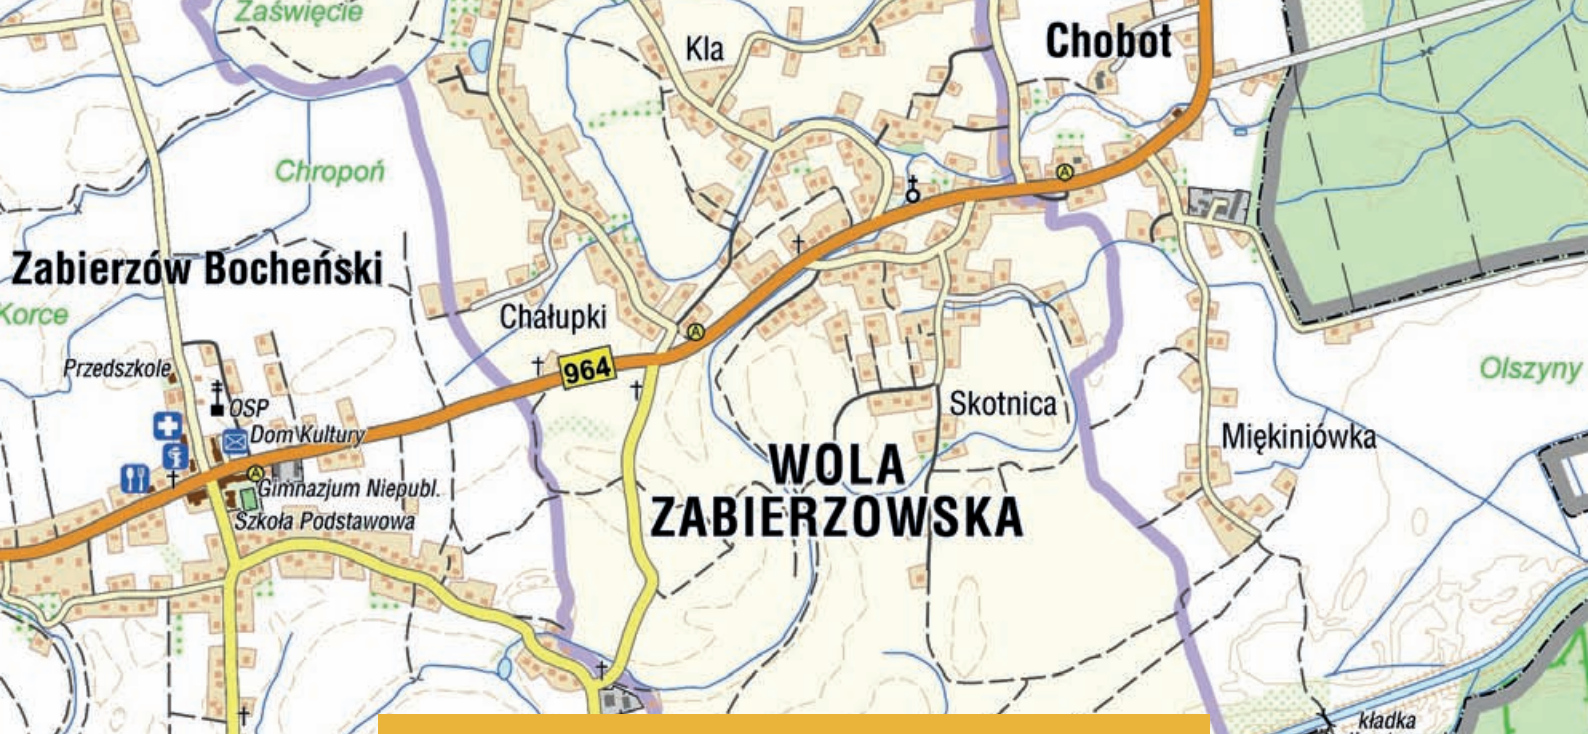 Zaświęcie
Kla
Chobot
Chropoń
Zabierzów Bocheński
Korce
Chałupki
Przedszkole
964
Olszyny
OSP
Skotnica
Dom Kultury
Miękiniówka
WOLA
ZABIERZOWSKA
Gimnazjum Niepubl.
Szkoła Podstawowa
A
A
A
kładka